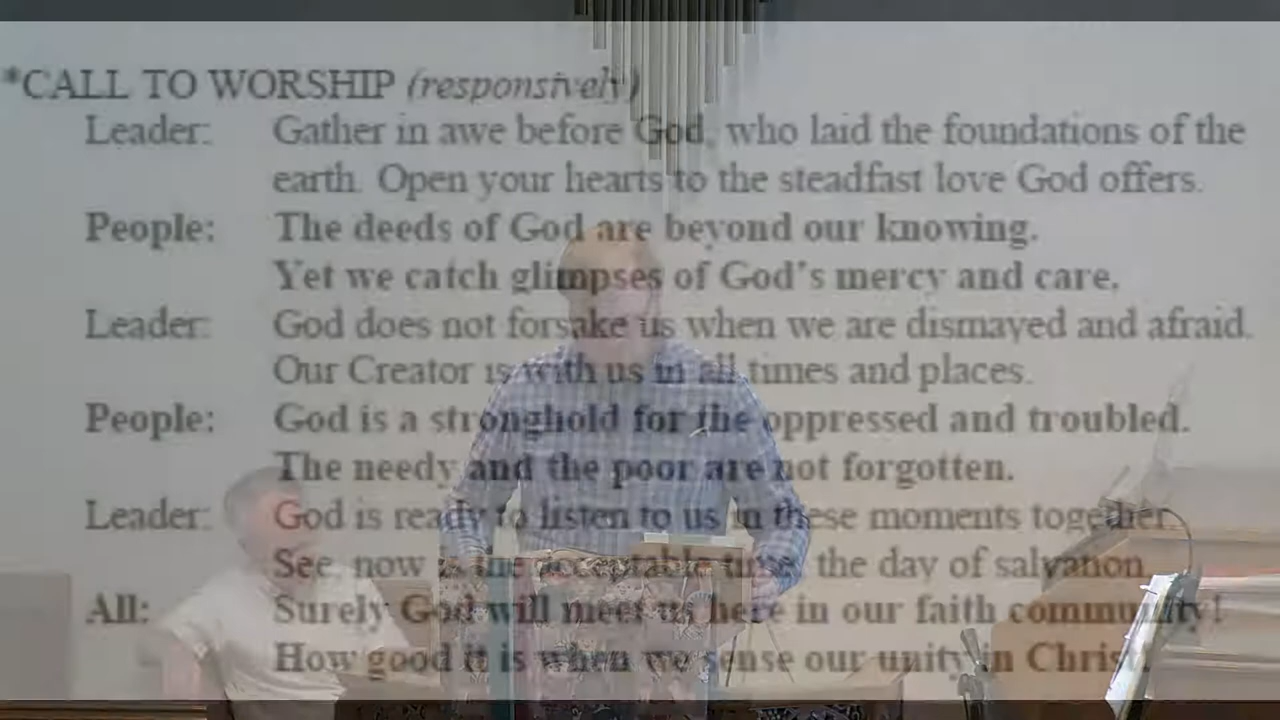 *CALL TO WORSHIP (responsively)
Leader: Gather in awe before God, who laid the foundations of the
earth. Open your hearts to the steadfast love God offers.
People: The deeds of God are beyond our knowing.
Yet we catch glimpses of God's mercy and care.
Leader: God does not forsake us when we are dismayed and afraid.
Our Creator is with us in all times and places.
People: God is a stronghold for the oppressed and troubled.
The needy and the poor are not forgotten.
Leader: God is ready to listen to us in these moments together.
See, now is the acceptable time; the day of salvation.
All: Surely God will meet us here in our faith community!
How good it is when we sense our unity in Christ.